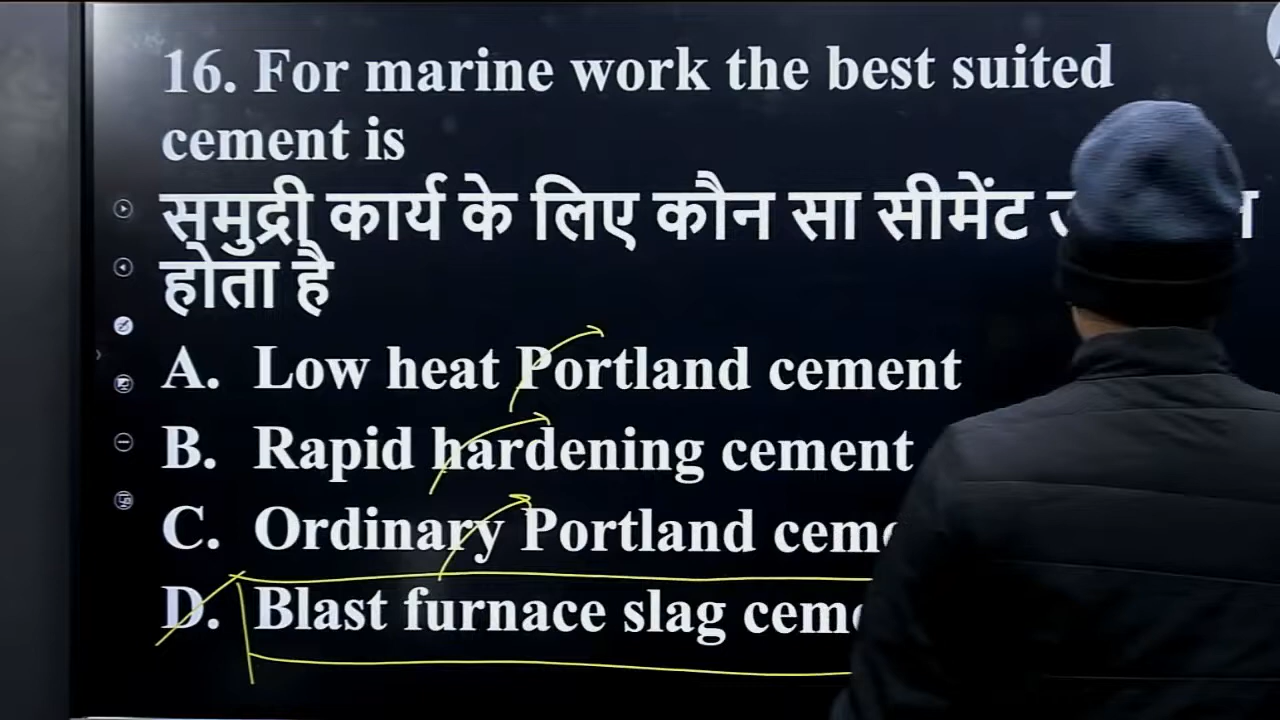 16. For marine work the best suited
cement is
समुद्री कार्य के लिए कौन सा सीमेंट
होता है
A. Low heat Portland cement
B. Rapid hardening cement
C. Ordinary Portland
D. Blast furnace slag